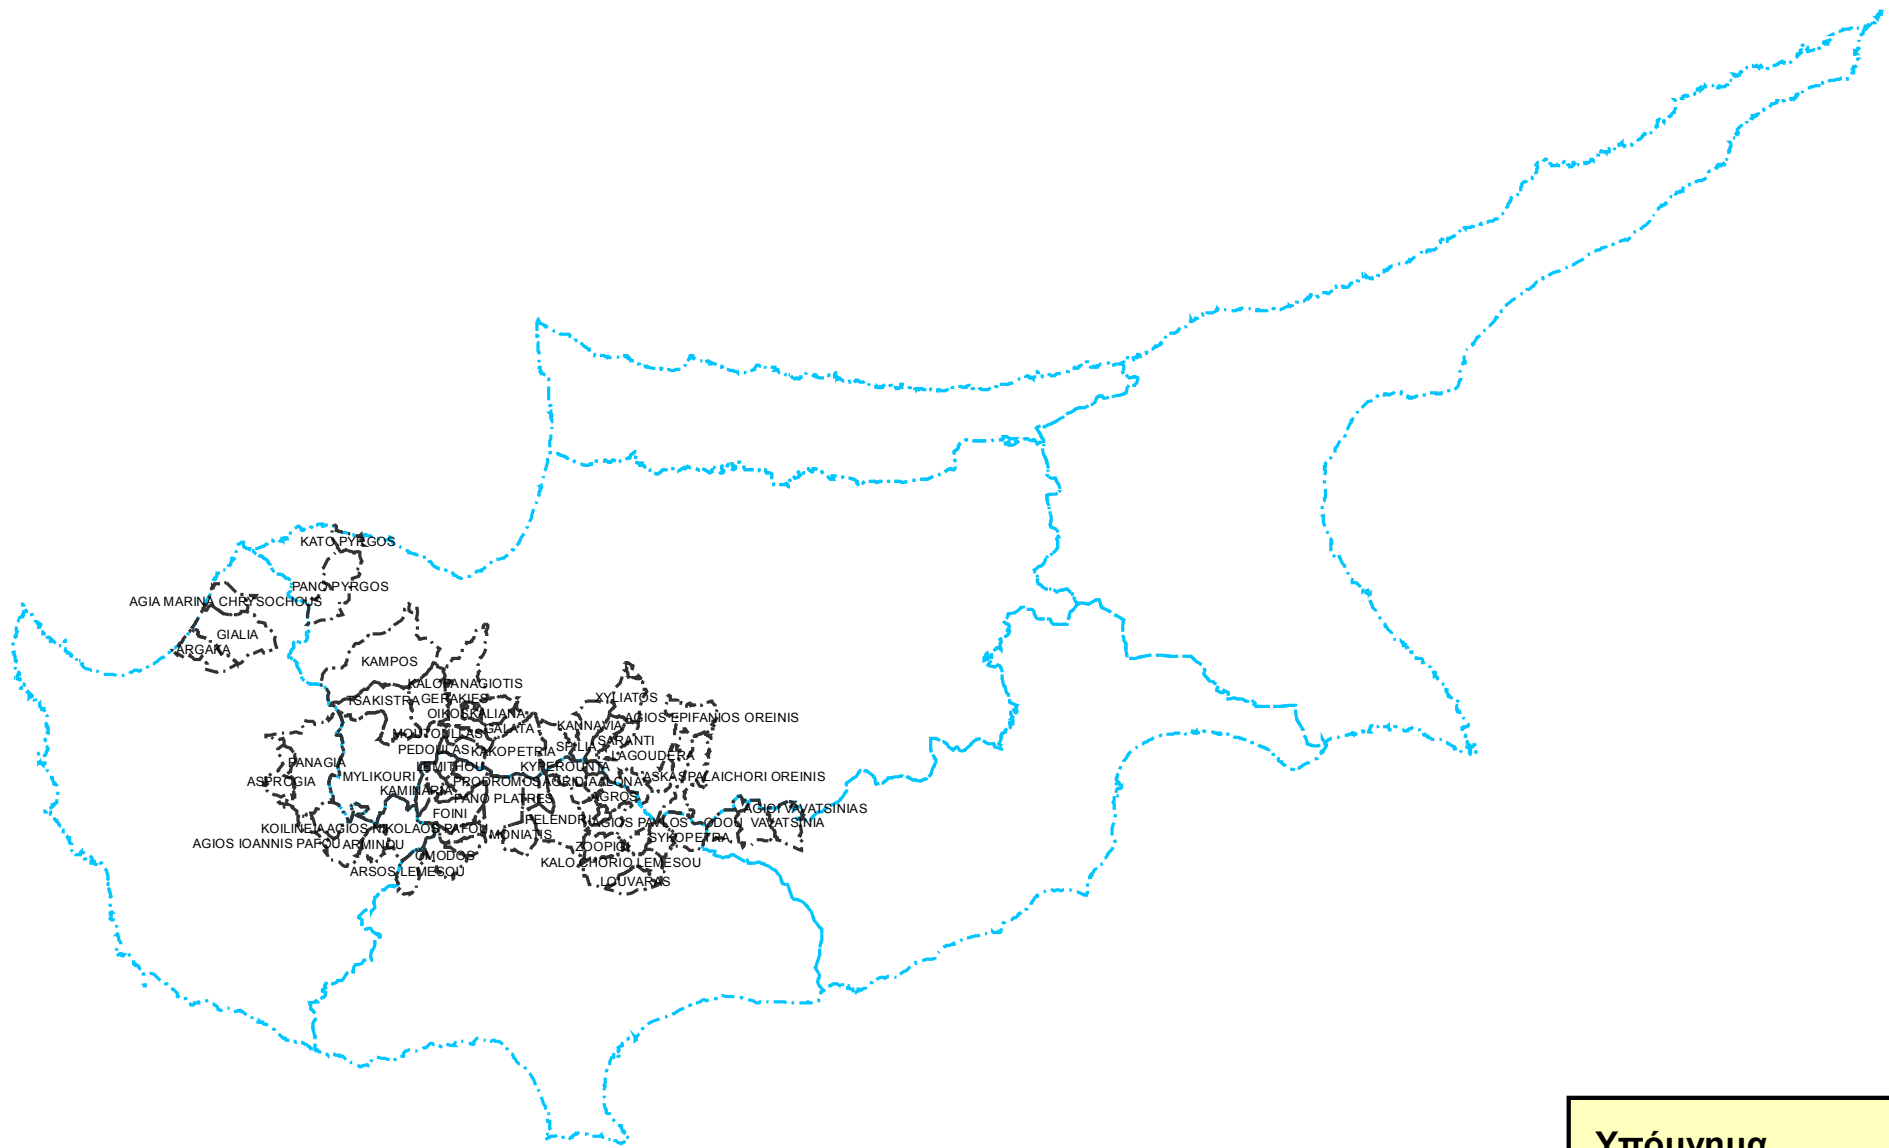 KATO PYRGOS
PANO PYRGOS
AGIA MARINA CHRYSOCHOUS
GIALIA
ARGAKA
KAMPOS
KALOPANAGIOTIS
TSAKISTRA
GERAKIES
XYLIATOS
OIKOS
KALIANA
AGIOS EPIFANIOS OREINIS
KANNAVIA
GALATA
MOUTOULLAS
SARANTI
SPILIA
PEDOULAS
KAKOPETRIA
LAGOUDERA
PANAGIA
LEMITHOU
KYPEROUNTA
MYLIKOURI
ASKAS
PALAICHORI OREINIS
ASPROGIA
PRODROMOS
AGRIDIA
ALONA
KAMINARIA
PANO PLATRES
AGROS
AGIOI VAVATSINIAS
FOINI
PELENDRI
AGIOS PAVLOS
ODOU
VAVATSINIA
KOILINEIA
AGIOS NIKOLAOS PAFOU
MONIATIS
SYKOPETRA
AGIOS IOANNIS PAFOU
ARMINOU
ZOOPIGI
OMODOS
KALO CHORIO LEMESOU
ARSOS LEMESOU
LOUVARAS
Υπόμνημα